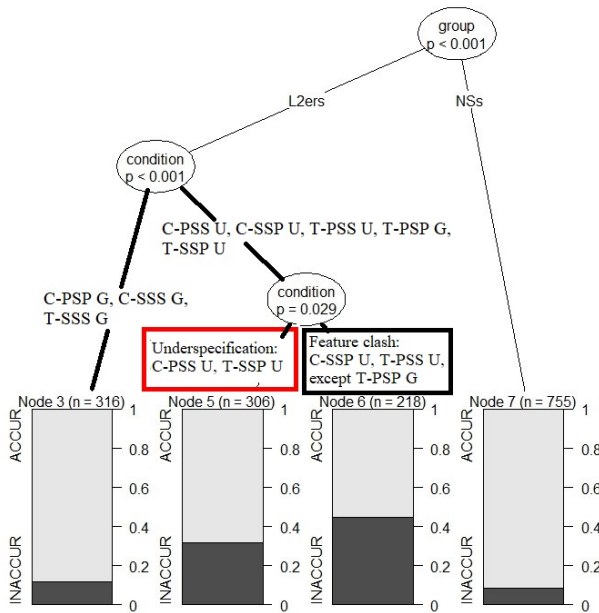 group
p < 0.001
L2ers
NSs
condition
p < 0.001
C-PSS U, C-SSP U, T-PSS U, T-PSP G,
T-SSP U
C-PSP G, C-SSS G,
T-SSS G
condition
p = 0.029
Underspecification:
C-PSS U, T-SSP U
Feature clash:
C-SSP U, T-PSS U,
except T-PSP G
Node 3 (n = 316)
ACCUR
INACCUR
1
0.8
0.6
0.4
0.2
0
Node 5 (n = 306)
ACCUR
INACCUR
1
0.8
0.6
0.4
0.2
0
Node 6 (n = 218)
ACCUR
INACCUR
1
0.8
0.6
0.4
0.2
0
Node 7 (n = 755)
ACCUR
INACCUR
1
0.8
0.6
0.4
0.2
0